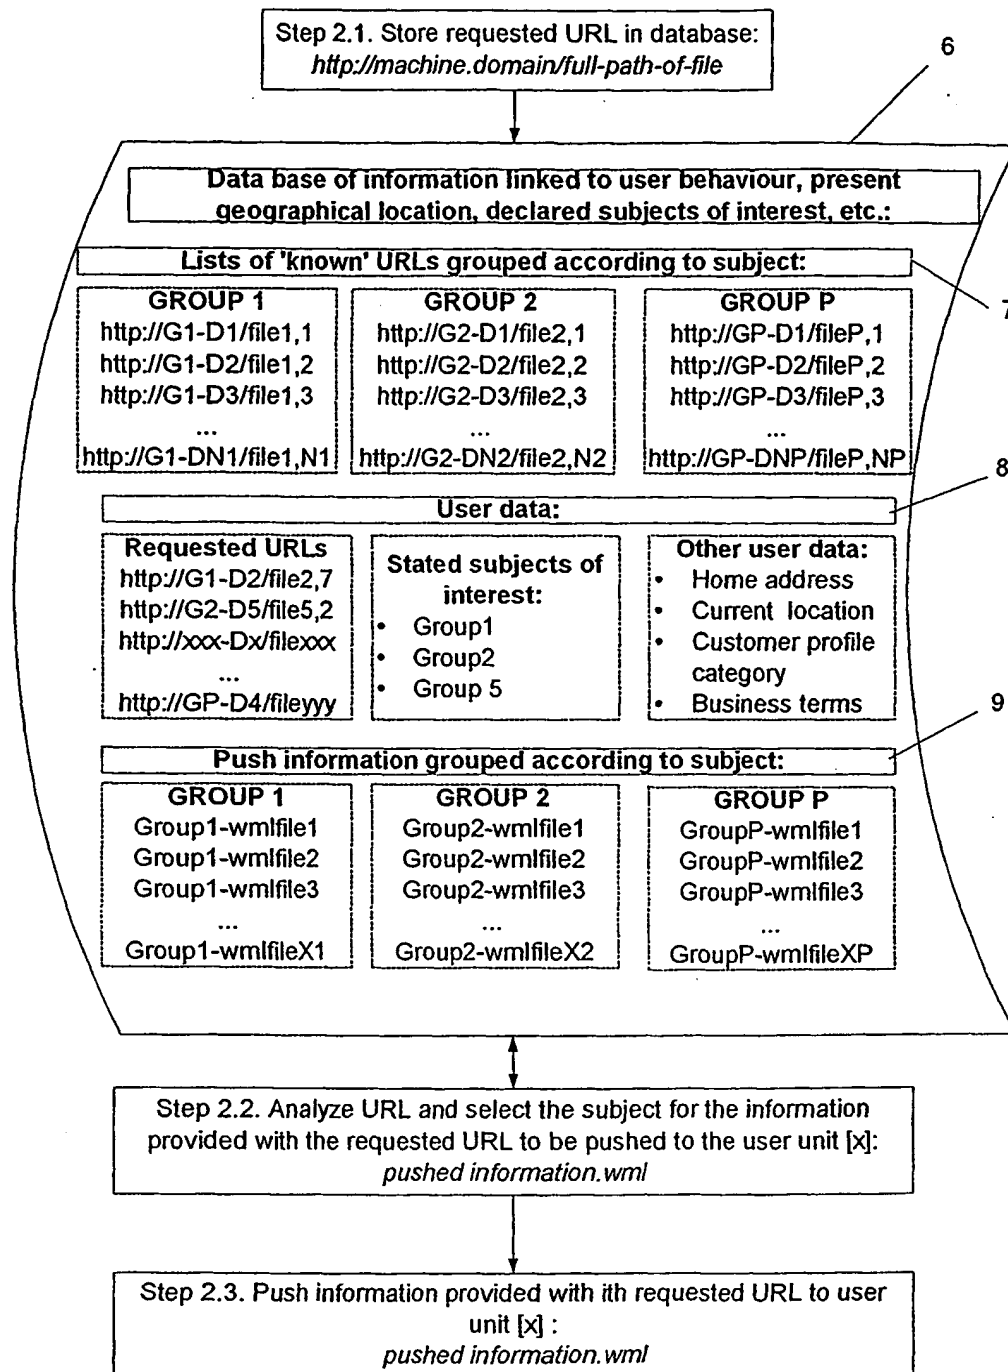 Step 2.1. Store requested URL in database:
http://machine.domain/full-path-of-file
6
Data base of information linked to user behaviour, present
geographical location, declared subjects of interest, etc.:
Lists of 'known' URLs grouped according to subject:
7
GROUP 1
http://G1-D1/file1,1
http://G1-D2/file1,2
http://G1-D3/file1,3
...
http://G1-DN1/file1,N1
GROUP 2
http://G2-D1/file2,1
http://G2-D2/file2,2
http://G2-D3/file2,3
...
http://G2-DN2/file2,N2
GROUP P
http://GP-D1/fileP,1
http://GP-D2/fileP,2
http://GP-D3/fileP,3
...
http://GP-DNP/fileP,NP
8
User data:
Requested URLs
http://G1-D2/file2,7
http://G2-D5/file5,2
http://xxx-Dx/filexxx
...
http://GP-D4/fileyyy
Stated subjects of
interest:
• Group1
• Group2
• Group 5
Other user data:
• Home address
• Current location
• Customer profile
category
• Business terms
9
Push information grouped according to subject:
GROUP 1
Group1-wmlfile1
Group1-wmlfile2
Group1-wmlfile3
...
Group1-wmlfileX1
GROUP 2
Group2-wmlfile1
Group2-wmlfile2
Group2-wmlfile3
...
Group2-wmlfileX2
GROUP P
GroupP-wmlfile1
GroupP-wmlfile2
GroupP-wmlfile3
...
GroupP-wmlfileXP
Step 2.2. Analyze URL and select the subject for the information
provided with the requested URL to be pushed to the user unit [x]:
pushed information.wml
Step 2.3. Push information provided with ith requested URL to user
unit [x] :
pushed information.wml